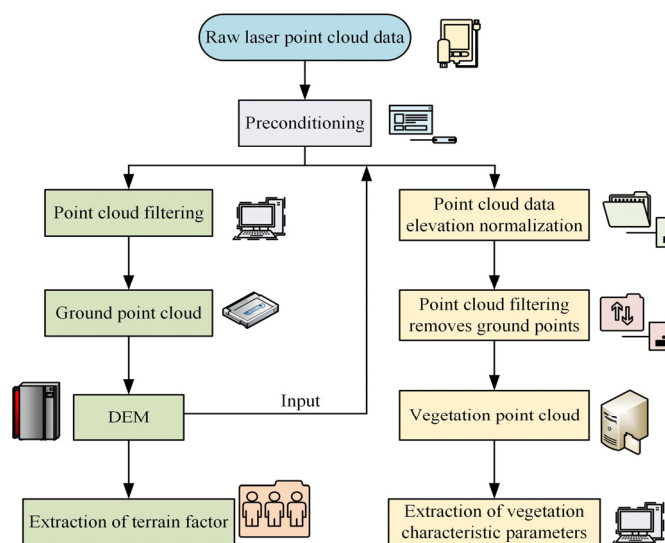 Raw laser point cloud data
Preconditioning
Point cloud filtering
Ground point cloud
DEM
Input
Extraction of terrain factor
Point cloud data
elevation normalization
Point cloud filtering
removes ground points
Vegetation point cloud
Extraction of vegetation
characteristic parameters